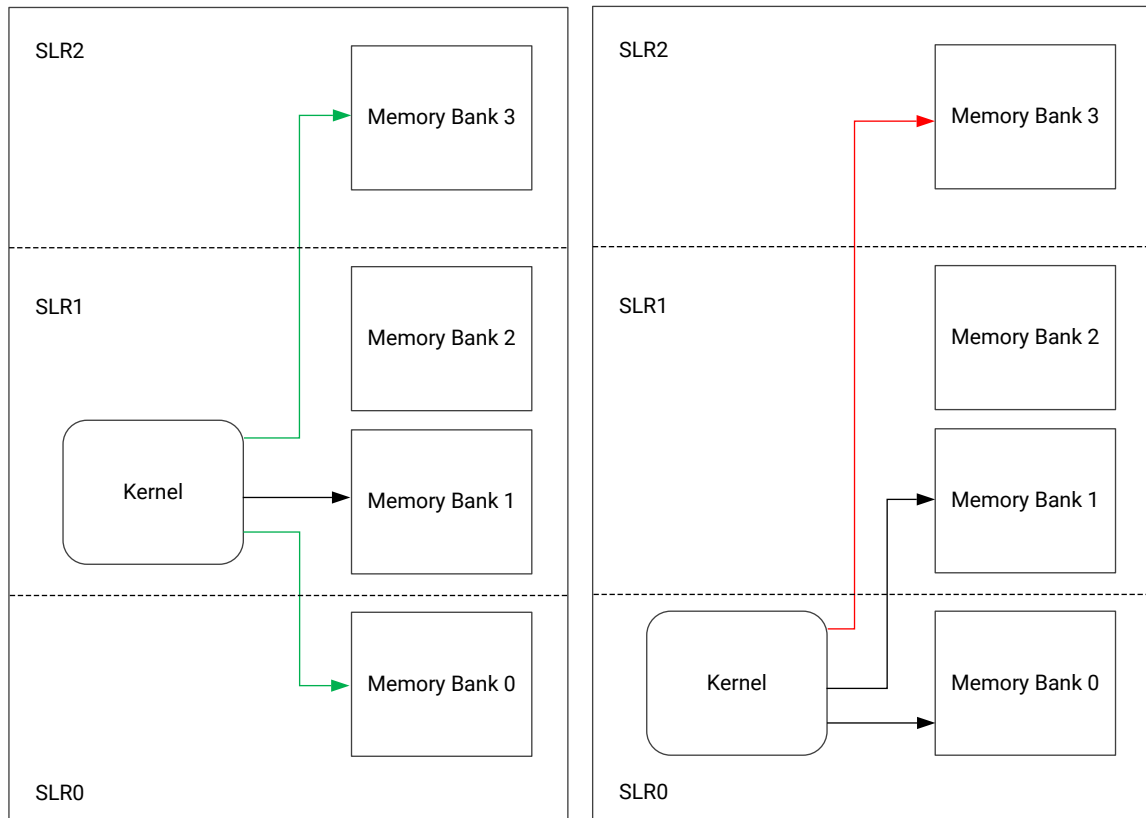 SLR2
Memory Bank 3
SLR1
Memory Bank 2
Kernel
Memory Bank 1
Memory Bank 0
SLR0
SLR2
Memory Bank 3
SLR1
Memory Bank 2
Memory Bank 1
Kernel
Memory Bank 0
SLR0